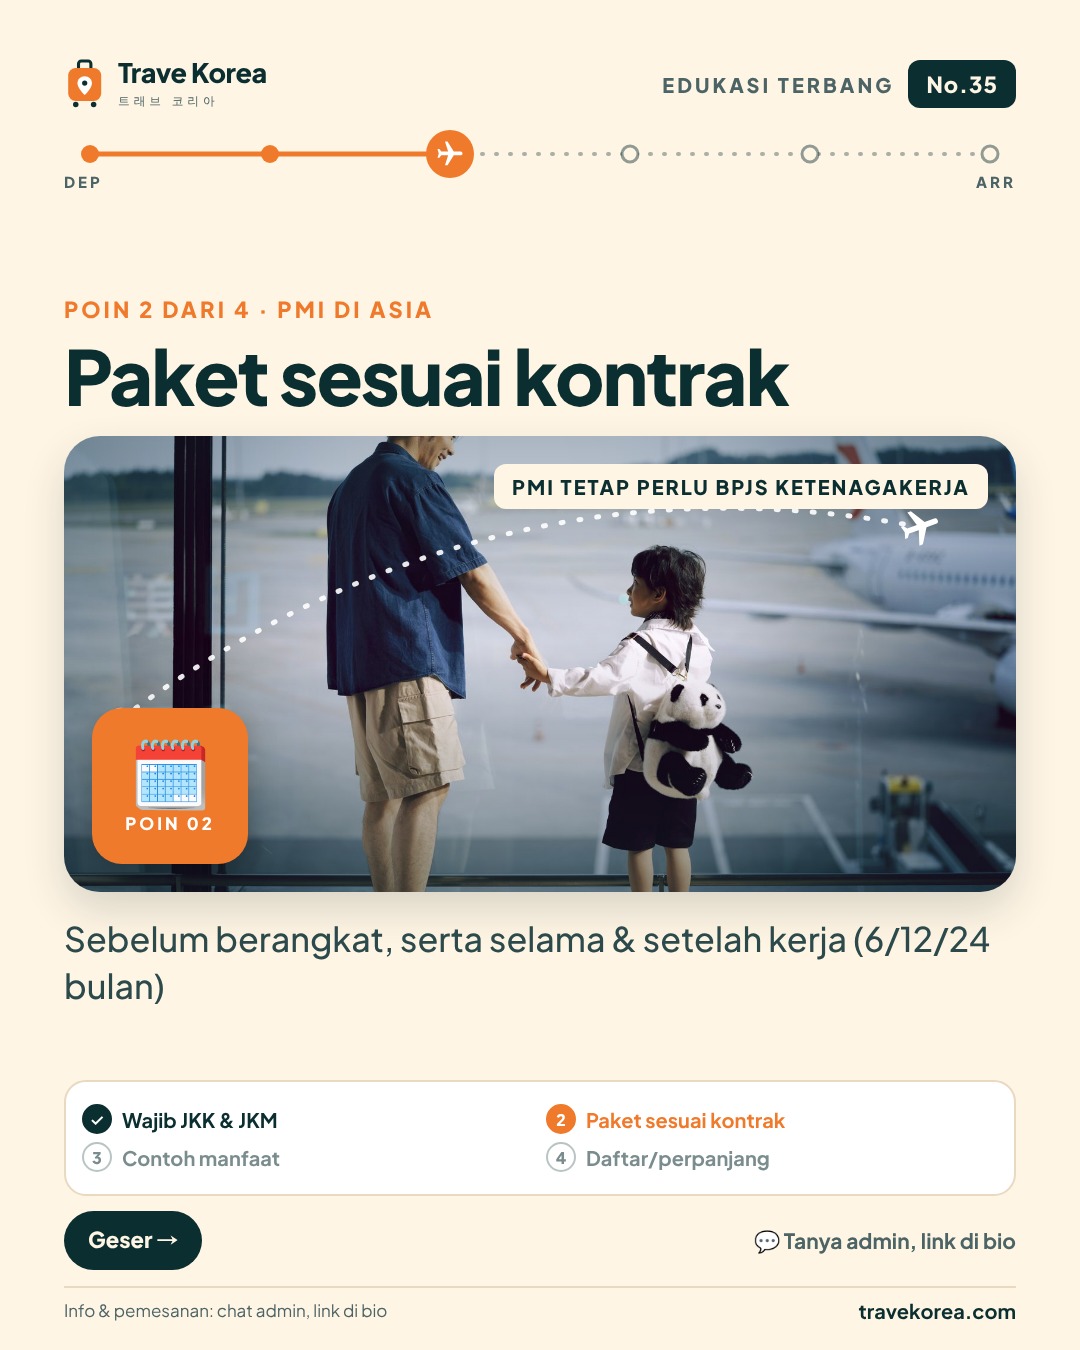 Trave Korea
트래브 코리아
EDUKASI TERBANG
No.35
DEP
ARR
POIN 2 DARI 4 · PMI DI ASIA
Paket sesuai kontrak
PMI TETAP PERLU BPJS KETENAGAKERJA
POIN 02
Sebelum berangkat, serta selama & setelah kerja (6/12/24
bulan)
Wajib JKK & JKM
2 Paket sesuai kontrak
3 Contoh manfaat
4 Daftar/perpanjang
Geser →
💬 Tanya admin, link di bio
Info & pemesanan: chat admin, link di bio
travekorea.com